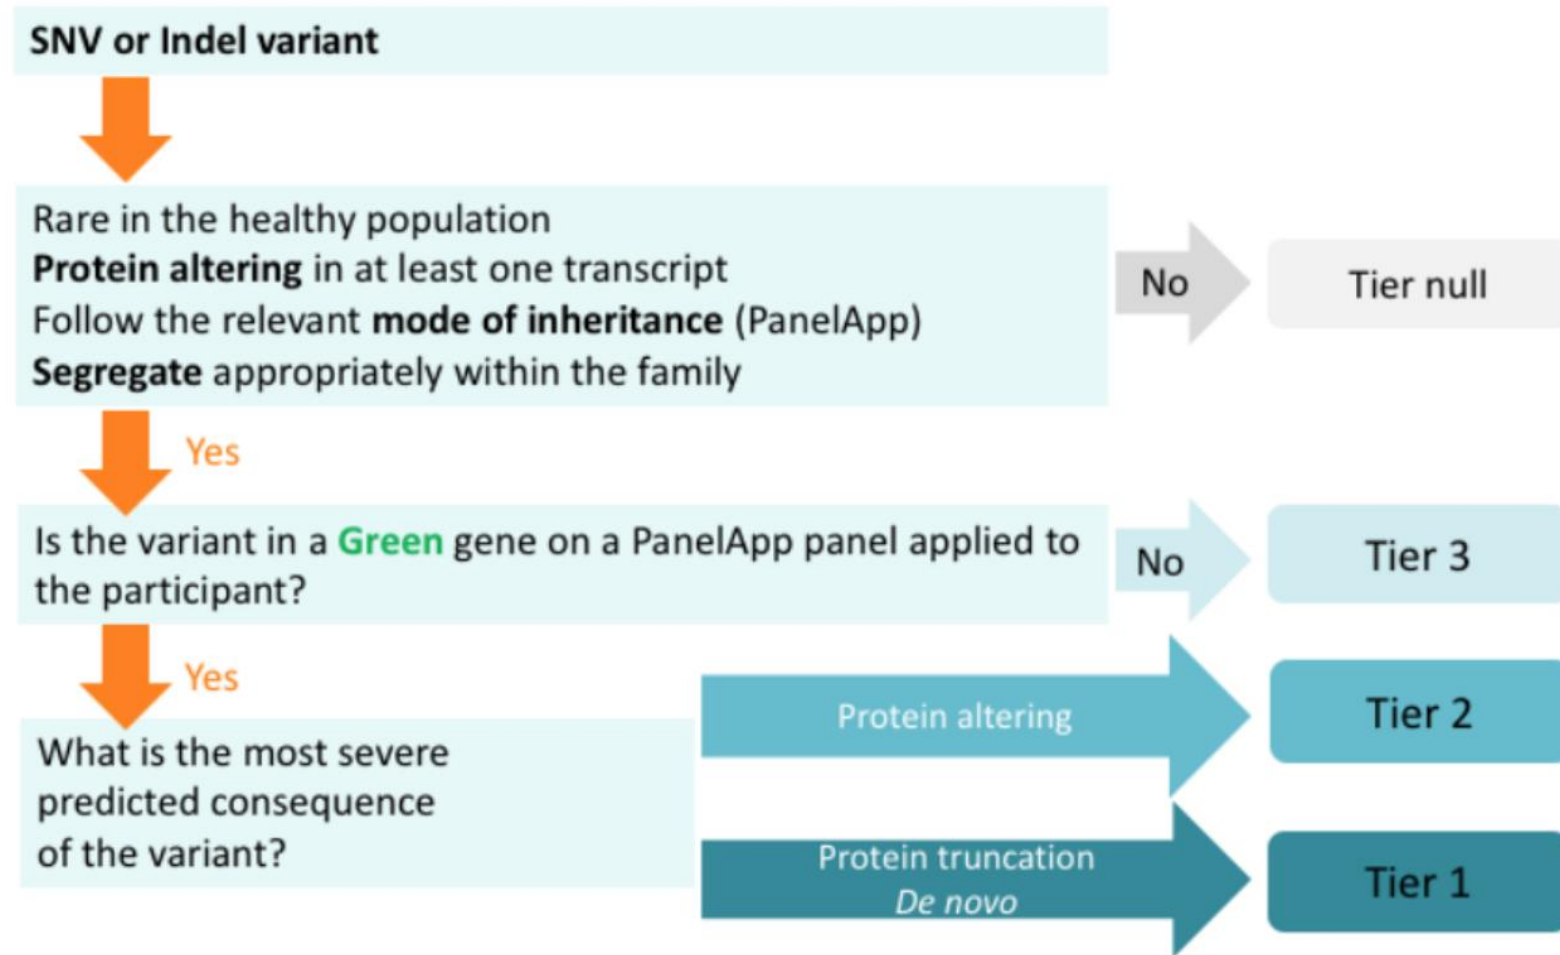 SNV or Indel variant
Rare in the healthy population
Protein altering in at least one transcript
Follow the relevant mode of inheritance (PanelApp)
Segregate appropriately within the family
No
Tier null
Yes
Is the variant in a Green gene on a PanelApp panel applied to
the participant?
No
Tier 3
Yes
What is the most severe
predicted consequence
of the variant?
Protein altering
Tier 2
Protein truncation
De novo
Tier 1